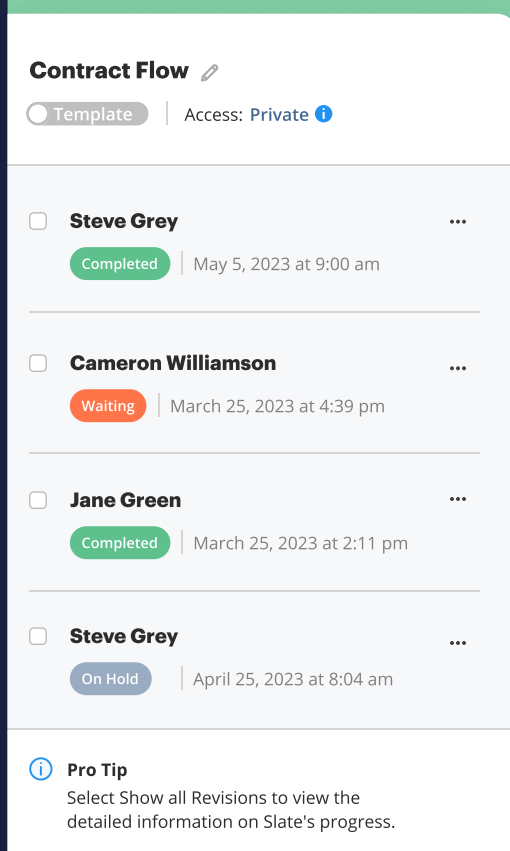 Contract Flow
Template
Access: Private
Steve Grey
Completed
May 5, 2023 at 9:00 am
Cameron Williamson
Waiting
March 25, 2023 at 4:39 pm
Jane Green
Completed
March 25, 2023 at 2:11 pm
Steve Grey
On Hold
April 25, 2023 at 8:04 am
Pro Tip
Select Show all Revisions to view the
detailed information on Slate's progress.